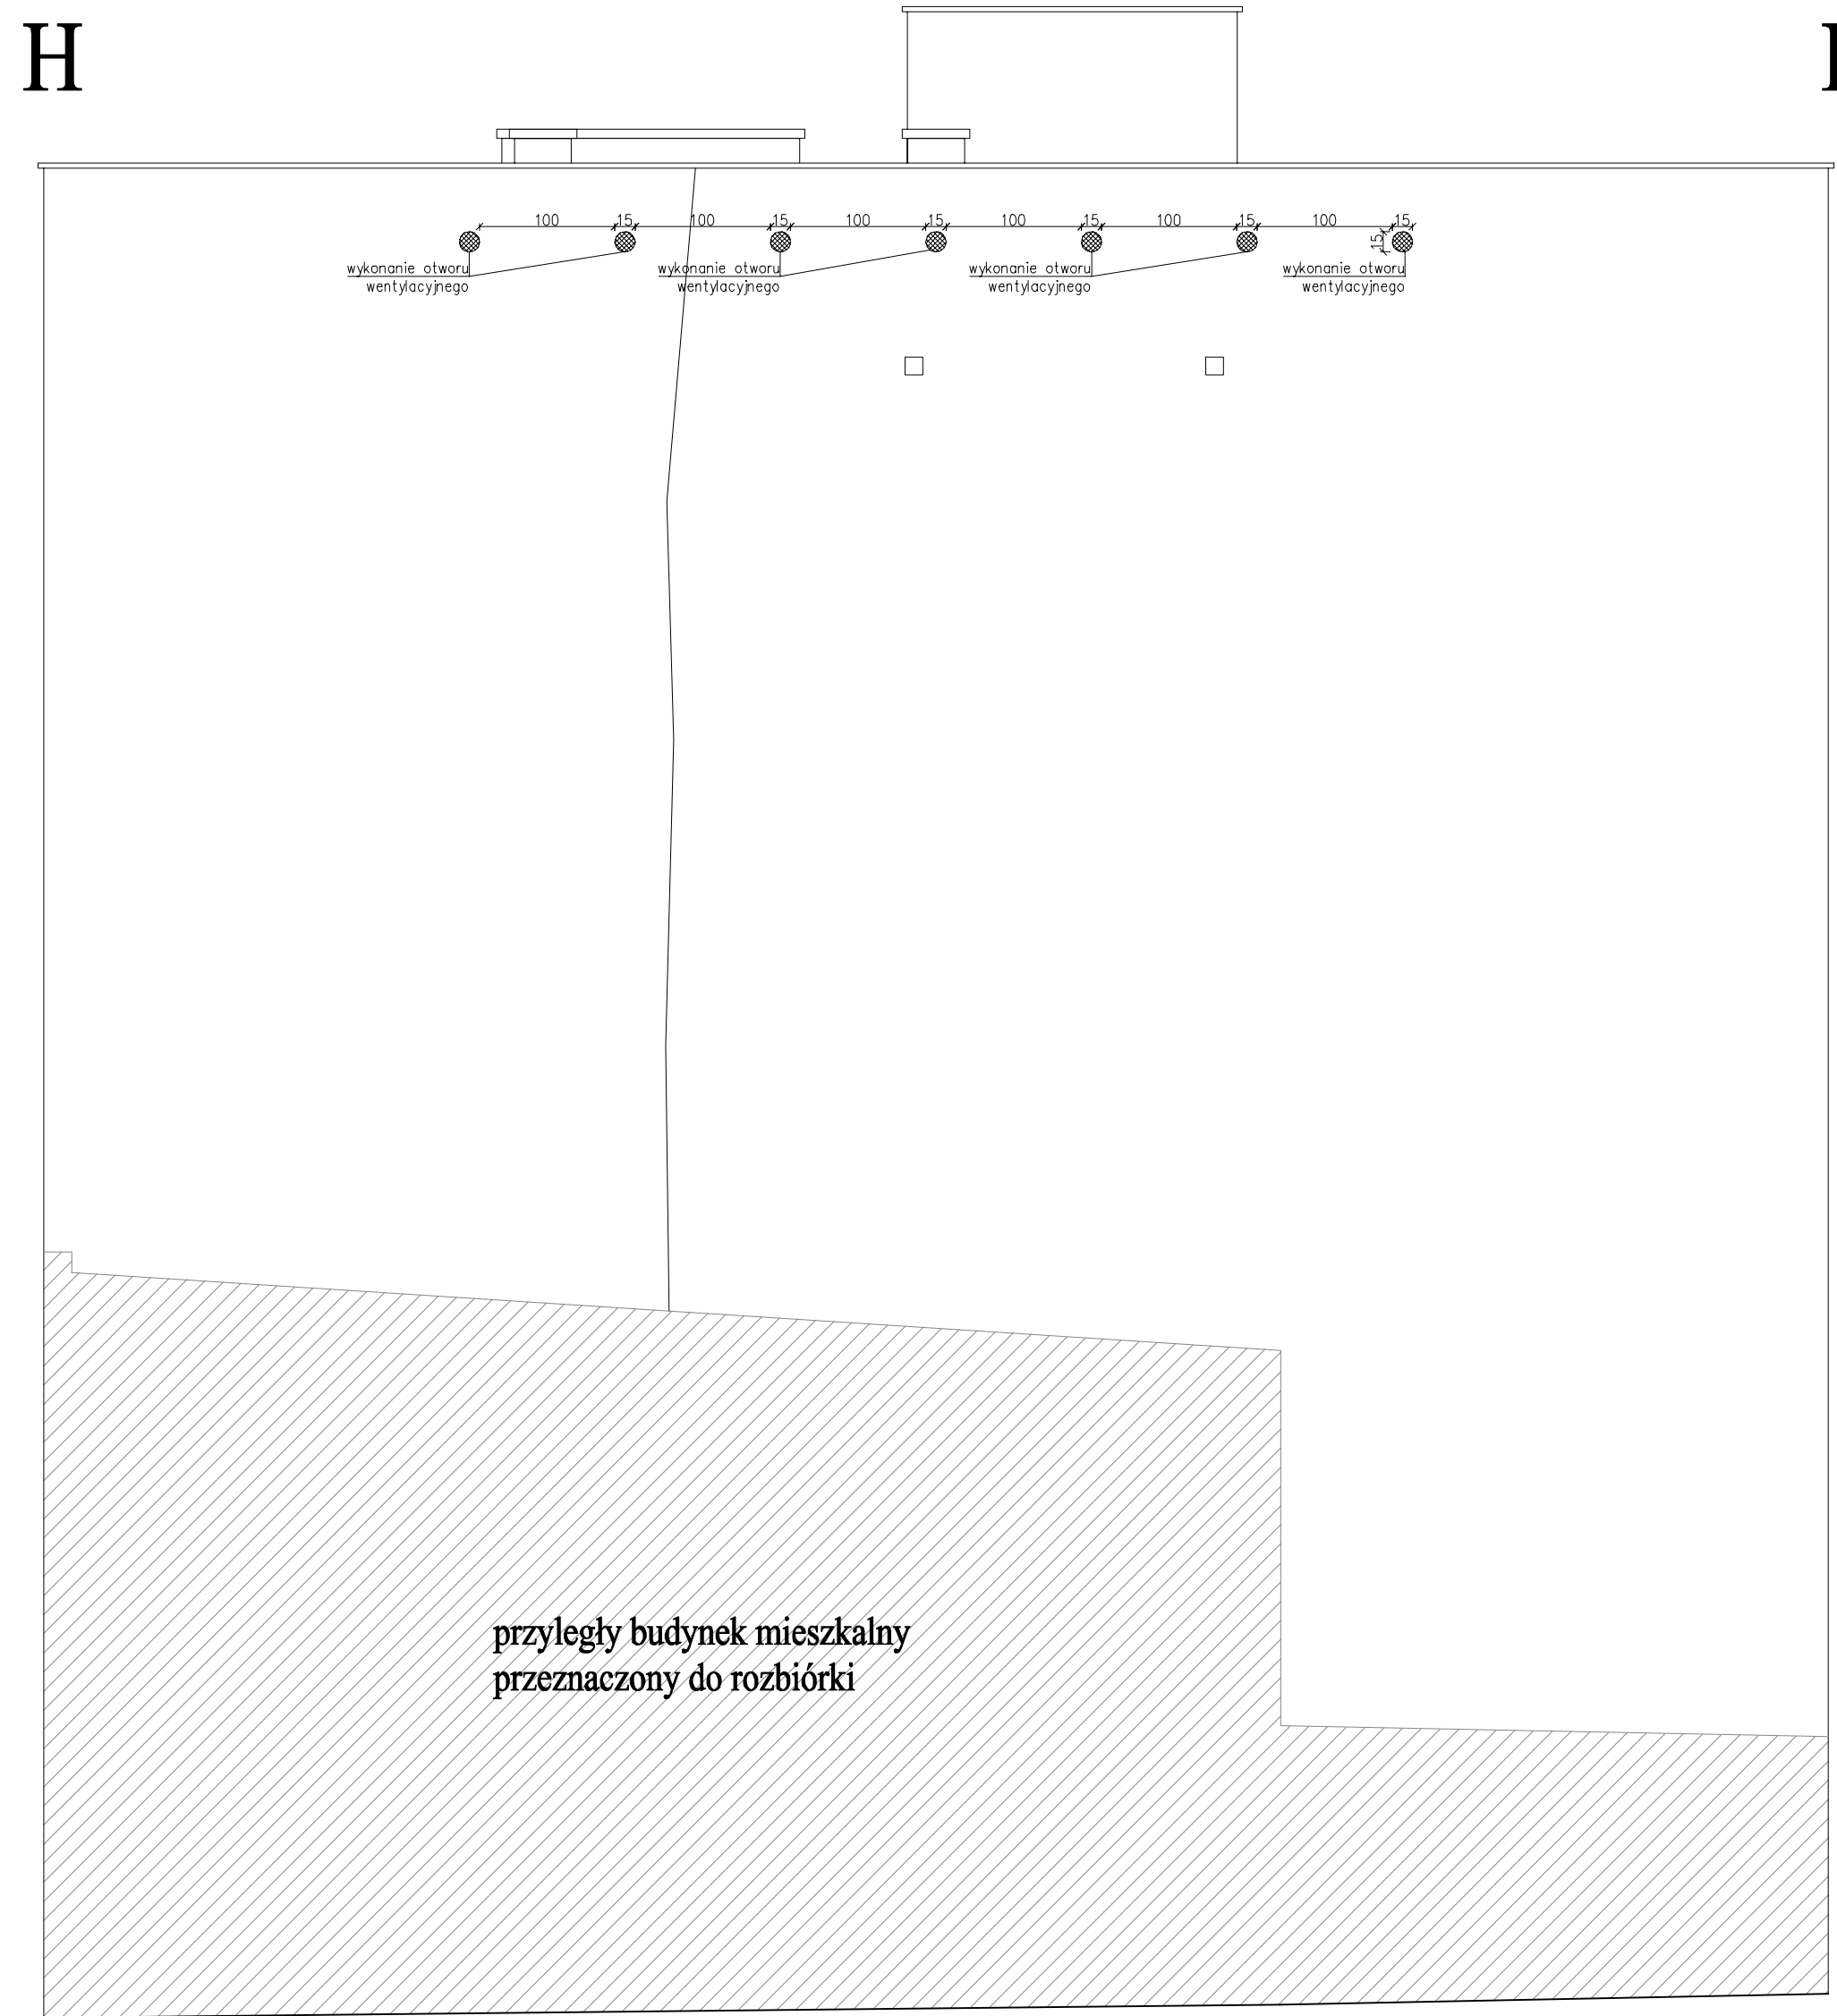 H
100 15 100 15 100 15 100 15 100 15 100 15
15
wykonanie otworu
wentylacyjnego
wykonanie otworu
wentylacyjnego
wykonanie otworu
wentylacyjnego
wykonanie otworu
wentylacyjnego
przyległy budynek mieszkalny
przeznaczony do rozbiórki